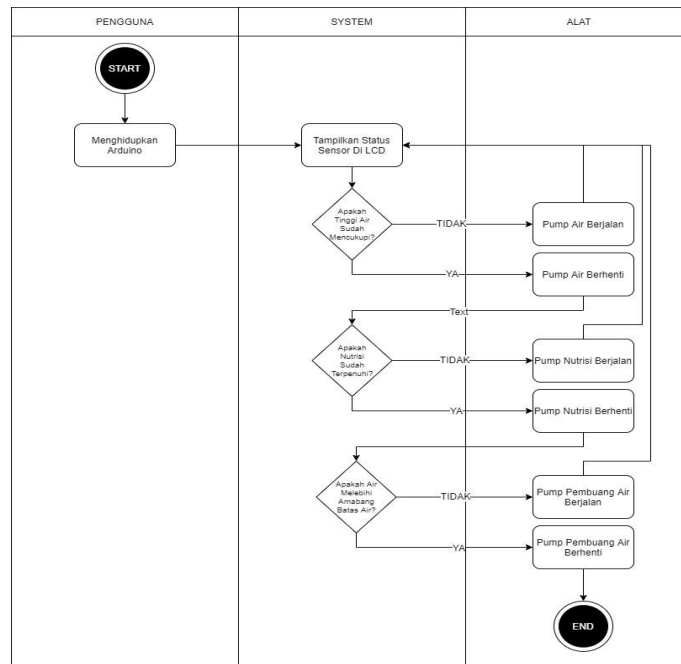 PENGGUNA
SYSTEM
ALAT
START
Menghidupkan
Arduino
Tampilkan Status
Sensor Di LCD
Apakah
Tinggi Air
Sudah
Mencukupi?
TIDAK
Pump Air Berjalan
YA
Pump Air Berhenti
Text
Apakah
Nutrisi
Sudah
Terpenuhi?
TIDAK
Pump Nutrisi Berjalan
YA
Pump Nutrisi Berhenti
Apakah Air
Melebihi
Amabang
Batas Air?
TIDAK
Pump Pembuang Air
Berjalan
YA
Pump Pembuang Air
Berhenti
END